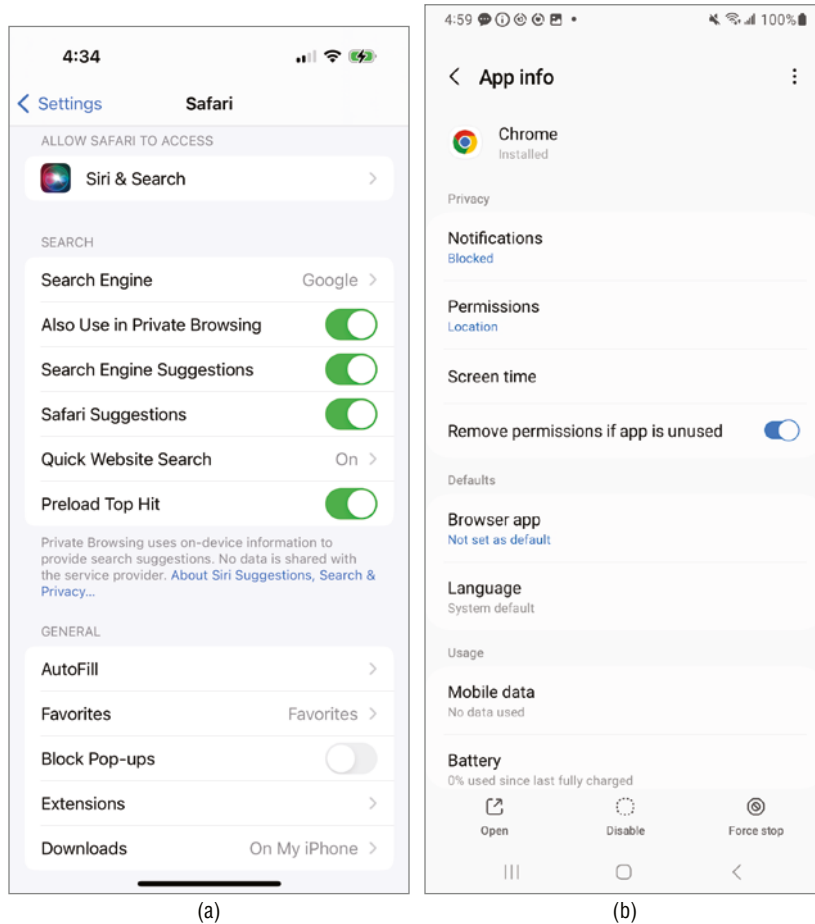 4:34
Settings
Safari
ALLOW SAFARI TO ACCESS
Siri & Search
SEARCH
Search Engine Google
Also Use in Private Browsing
Search Engine Suggestions
Safari Suggestions
Quick Website Search On
Preload Top Hit
Private Browsing uses on-device information to
provide search suggestions. No data is shared with
the service provider. About Siri Suggestions, Search &
Privacy...
GENERAL
AutoFill
Favorites Favorites
Block Pop-ups
Extensions
Downloads On My iPhone
(a)
4:59 100%
App info
Chrome
Installed
Privacy
Notifications
Blocked
Permissions
Location
Screen time
Remove permissions if app is unused
Defaults
Browser app
Not set as default
Language
System default
Usage
Mobile data
No data used
Battery
0% used since last fully charged
Open Disable Force stop
(b)